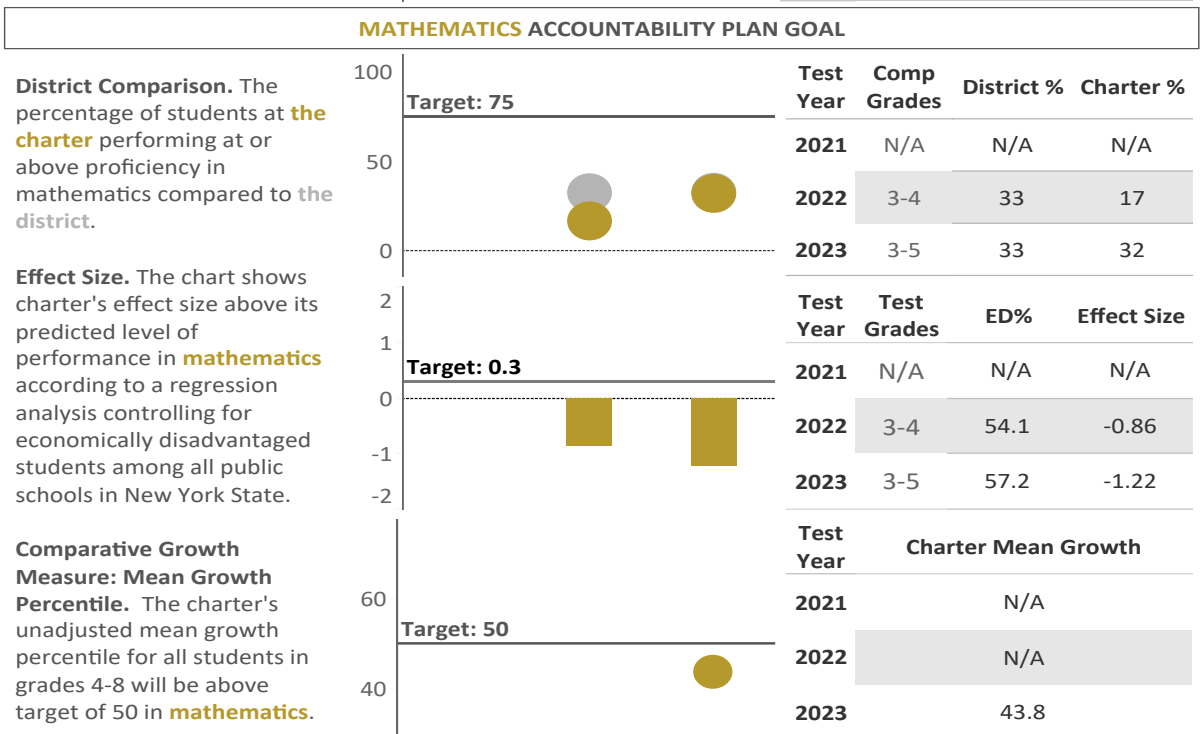 MATHEMATICS ACCOUNTABILITY PLAN GOAL
District Comparison. The
percentage of students at the
charter performing at or
above proficiency in
mathematics compared to the
district.
100
Target: 75
50
0
Test Year Comp Grades District % Charter %
2021 N/A N/A N/A
2022 3-4 33 17
2023 3-5 33 32
Effect Size. The chart shows
charter's effect size above its
predicted level of
performance in mathematics
according to a regression
analysis controlling for
economically disadvantaged
students among all public
schools in New York State.
2
1
Target: 0.3
0
-1
-2
Test Year Test Grades ED% Effect Size
2021 N/A N/A N/A
2022 3-4 54.1 -0.86
2023 3-5 57.2 -1.22
Comparative Growth
Measure: Mean Growth
Percentile. The charter's
unadjusted mean growth
percentile for all students in
grades 4-8 will be above
target of 50 in mathematics.
60
Target: 50
40
Test Year Charter Mean Growth
2021 N/A
2022 N/A
2023 43.8